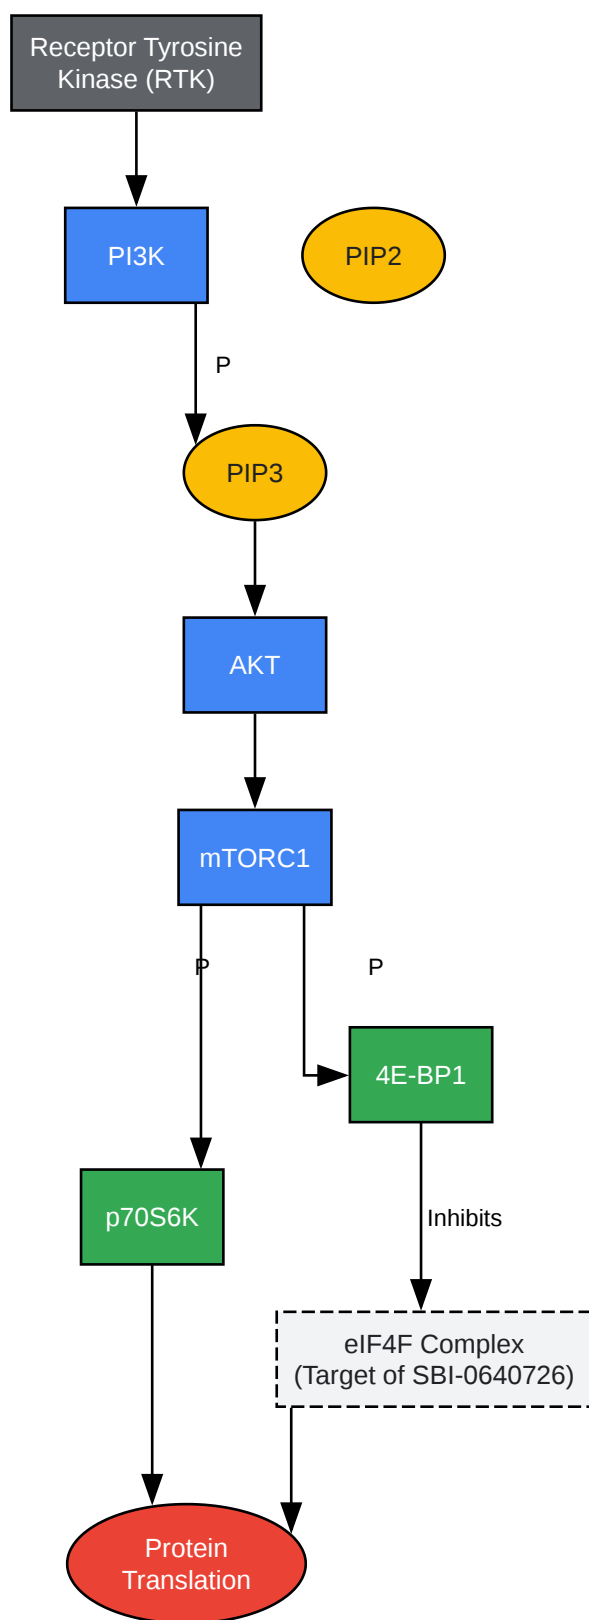 Receptor Tyrosine
Kinase (RTK)
PI3K
PIP2
P
PIP3
AKT
mTORC1
P
P
4E-BP1
p70S6K
Inhibits
eIF4F Complex
(Target of SBI-0640726)
Protein
Translation